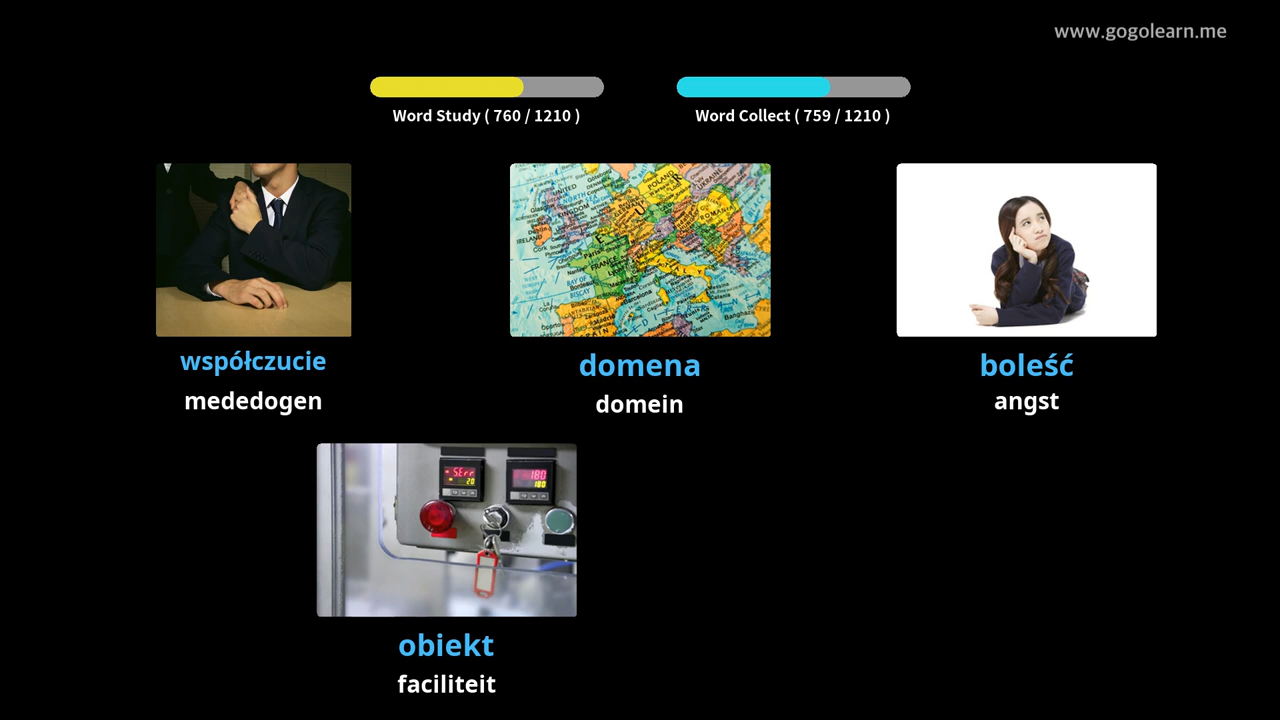 www.gogolearn.me
Word Study ( 760 / 1210 )
Word Collect ( 759 / 1210 )
współczucie
mededogen
domena
domein
boleść
angst
obiekt
faciliteit